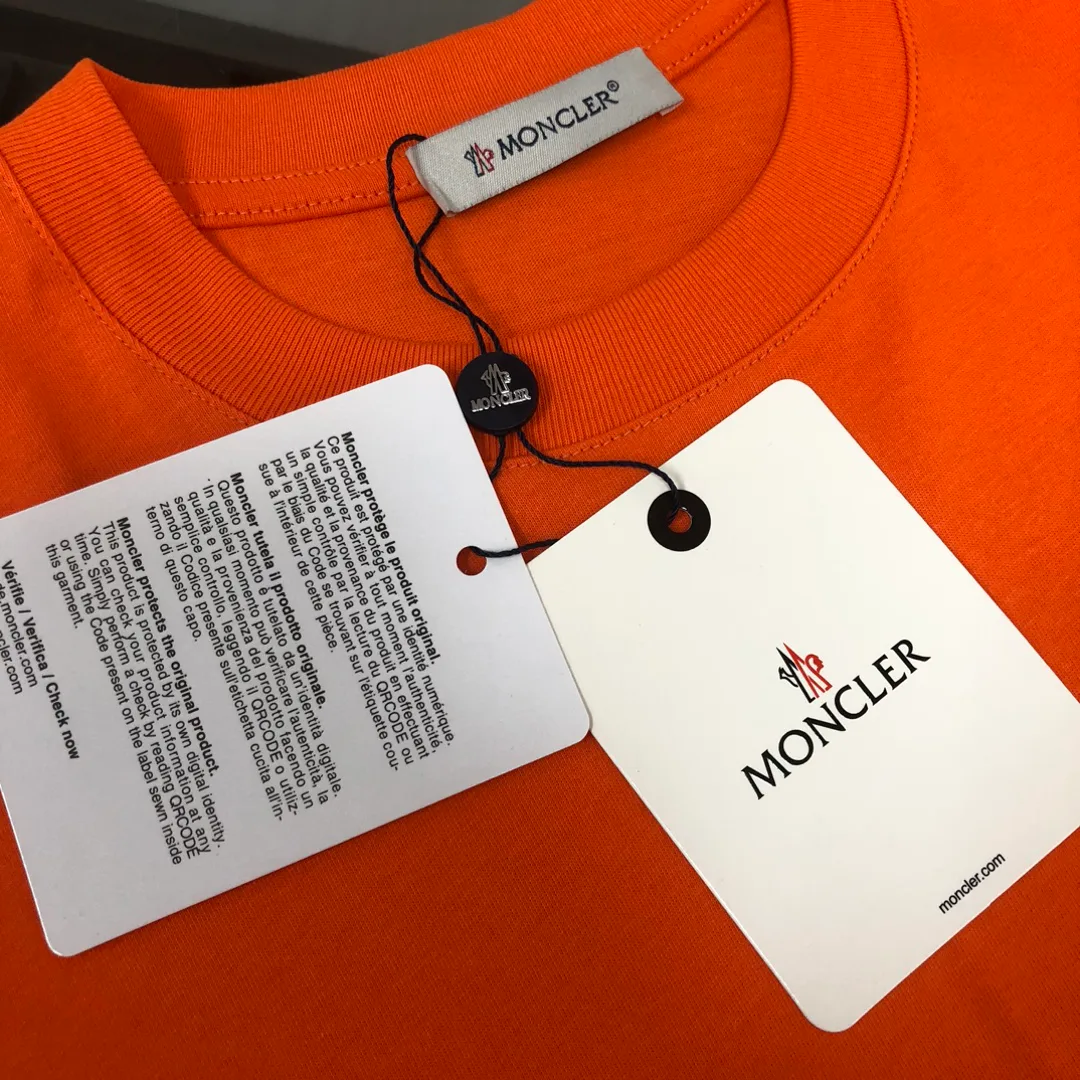 MONCLER®
MONCLER
Moncler protège le produit original.
Ce produit est protégé par une identité numérique.
Vous pouvez vérifier à tout moment l'authenticité,
la qualité et la provenance du produit en effectuant
un simple contrôle par la lecture du QRCODE ou
par le biais du Code se trouvant sur l'étiquette cou-
sue à l'intérieur de cette pièce.
Moncler tutela il prodotto originale.
Questo prodotto è tutelato da un'identità digitale.
In qualsiasi momento può verificare l'autenticità, la
qualità e la provenienza del prodotto facendo un
semplice controllo, leggendo il QRCODE o utiliz-
zando il Codice presente sull'etichetta cucita all'in-
terno di questo capo.
Moncler protects the original product.
This product is protected by its own digital identity.
You can check your product information at any
time. Simply perform a check by reading QRCODE
or using the Code present on the label sewn inside
this garment.
Vérifie / Verifica / Check now
de.moncler.com
ncler.com
MONCLER
moncler.com